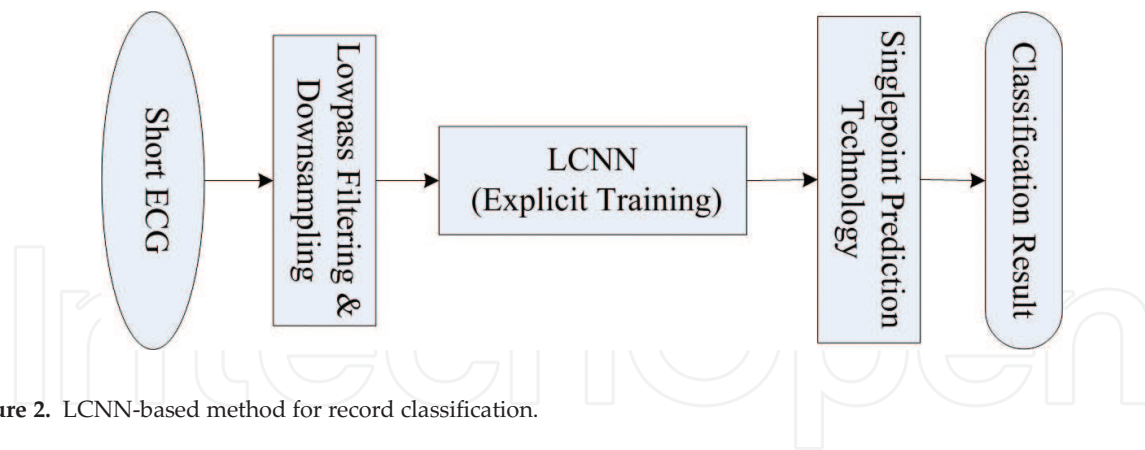 Short ECG
Lowpass Filtering &
Downsampling
LCNN
(Explicit Training)
Singlepoint Prediction
Technology
Classification Result
IntechOpen
ure 2. LCNN-based method for record classification.